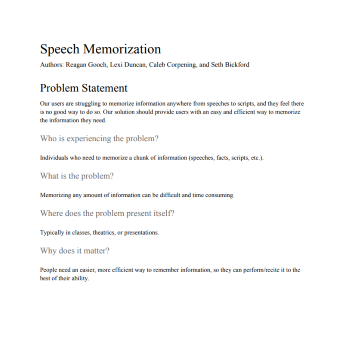 Speech Memorization
Authors: Reagan Gooch, Lexi Duncan, Caleb Corpening, and Seth Bickford
Problem Statement
Our users are struggling to memorize information anywhere from speeches to scripts, and they feel there
is no good way to do so. Our solution should provide users with an easy and efficient way to memorize
the information they need.
Who is experiencing the problem?
Individuals who need to memorize a chunk of information (speeches, facts, scripts, etc.).
What is the problem?
Memorizing any amount of information can be difficult and time consuming
Where does the problem present itself?
Typically in classes, theatrics, or presentations.
Why does it matter?
People need an easier, more efficient way to remember information, so they can perform/recite it to the
best of their ability.